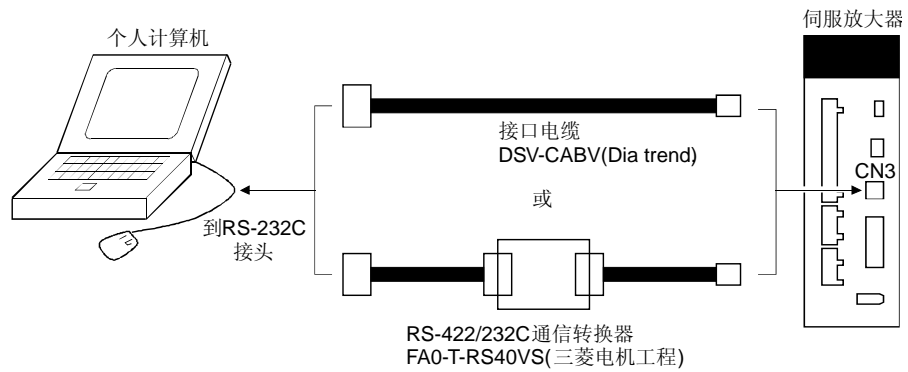 伺服放大器
个人计算机
接口电缆
DSV-CABV(Dia trend)
CN3
或
到RS-232C
接头
RS-422/232C通信转换器
FA0-T-RS40VS(三菱电机工程)